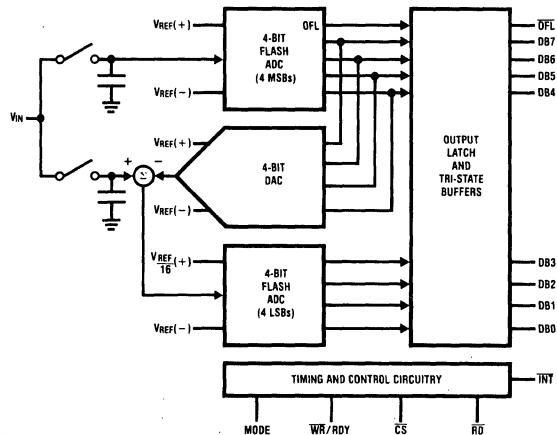 VREF(+)
4-BIT
FLASH
ADC
(4 MSBs)
OFL
VREF(−)
VIN
OFL
DB7
DB6
DB5
DB4
OUTPUT
LATCH
AND
TRI-STATE
BUFFERS
VREF(+)
4-BIT
DAC
VREF(−)
+
−
Σ
VREF(+)
16
4-BIT
FLASH
ADC
(4 LSBs)
VREF(−)
DB3
DB2
DB1
DB0
TIMING AND CONTROL CIRCUITRY
INT
MODE
WR/RDY
CS
RD